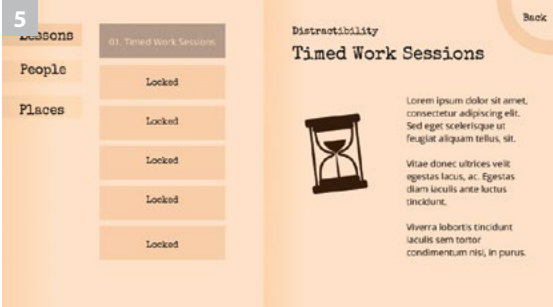 5
Lessons
People
Places
01. Timed Work Sessions
Locked
Locked
Locked
Locked
Locked
Back
Distractibility
Timed Work Sessions
Lorem ipsum dolor sit amet,
consectetur adipiscing elit.
Sed eget scelerisque ut
feugiat aliquam tellus, sit.
Vitae donec ultrices velit
egestas lacus, ac. Egestas
diam iaculis ante luctus
tincidunt.
Viverra lobortis tincidunt
iaculis sem tortor
condimentum nisi, in purus.